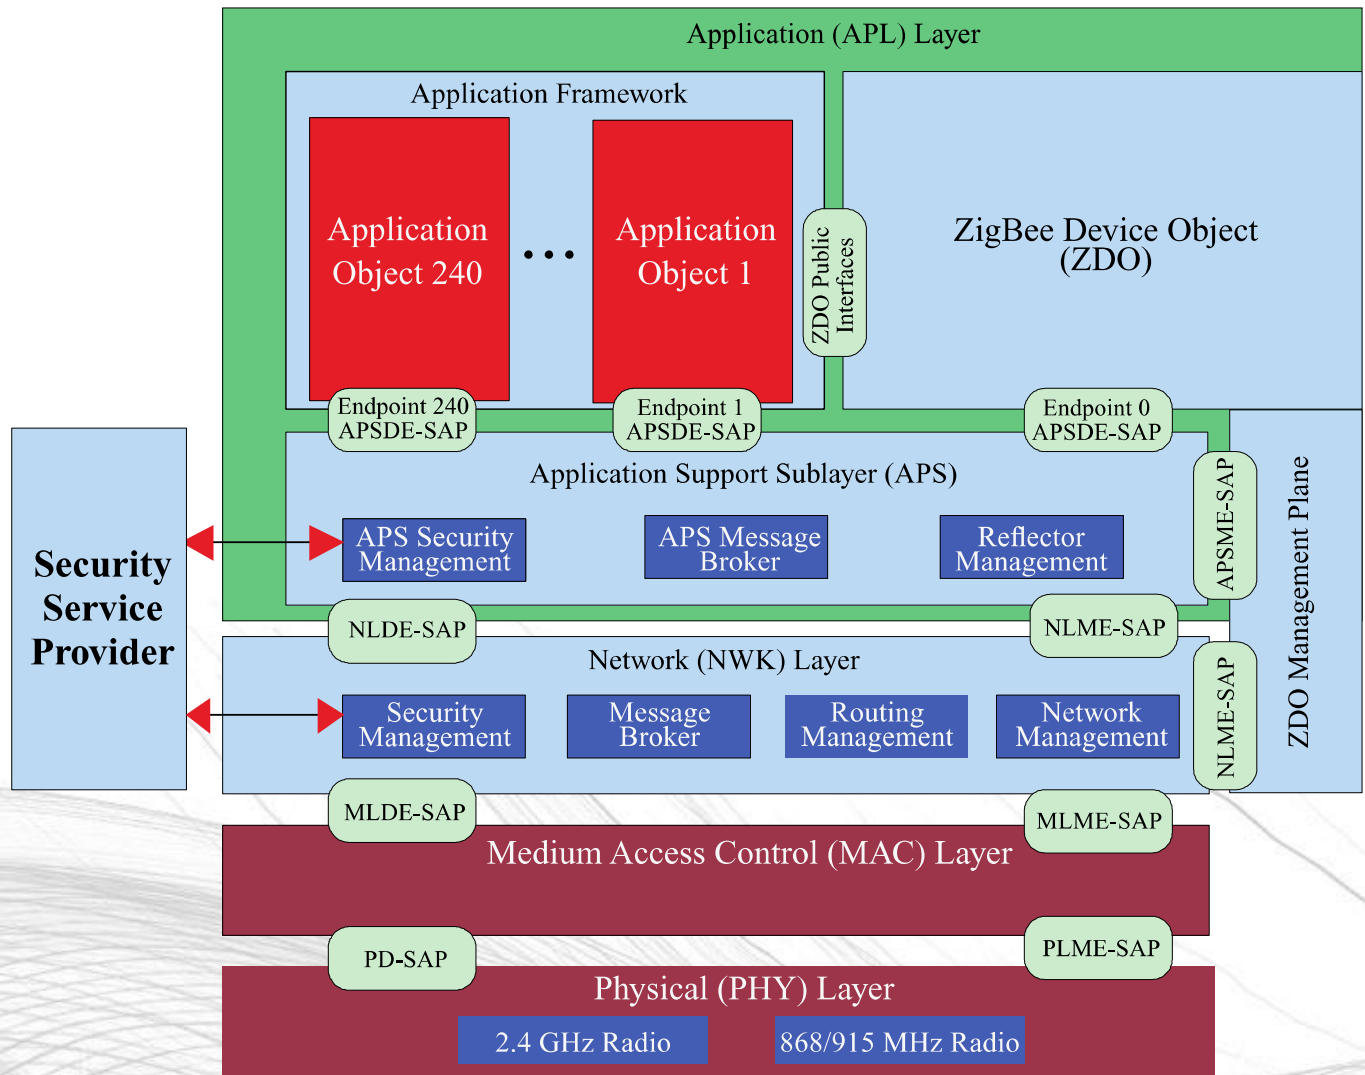 Application (APL) Layer
Application Framework
Application
Object 240
...
Application
Object 1
ZDO Public
Interfaces
ZigBee Device Object
(ZDO)
Endpoint 240
APSDE-SAP
Endpoint 1
APSDE-SAP
Endpoint 0
APSDE-SAP
Application Support Sublayer (APS)
APS Security
Management
APS Message
Broker
Reflector
Management
APSME-SAP
ZDO Management Plane
Security
Service
Provider
NLDE-SAP
NLME-SAP
Network (NWK) Layer
Security
Management
Message
Broker
Routing
Management
Network
Management
NLME-SAP
MLDE-SAP
MLME-SAP
Medium Access Control (MAC) Layer
PD-SAP
PLME-SAP
Physical (PHY) Layer
2.4 GHz Radio
868/915 MHz Radio